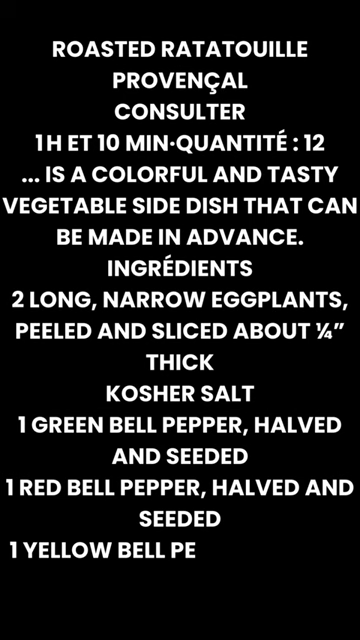 ROASTED RATATOUILLE
PROVENÇAL
CONSULTER
1 H ET 10 MIN·QUANTITÉ : 12
... IS A COLORFUL AND TASTY
VEGETABLE SIDE DISH THAT CAN
BE MADE IN ADVANCE.
INGRÉDIENTS
2 LONG, NARROW EGGPLANTS,
PEELED AND SLICED ABOUT ¼”
THICK
KOSHER SALT
1 GREEN BELL PEPPER, HALVED
AND SEEDED
1 RED BELL PEPPER, HALVED AND
SEEDED
1 YELLOW BELL PE